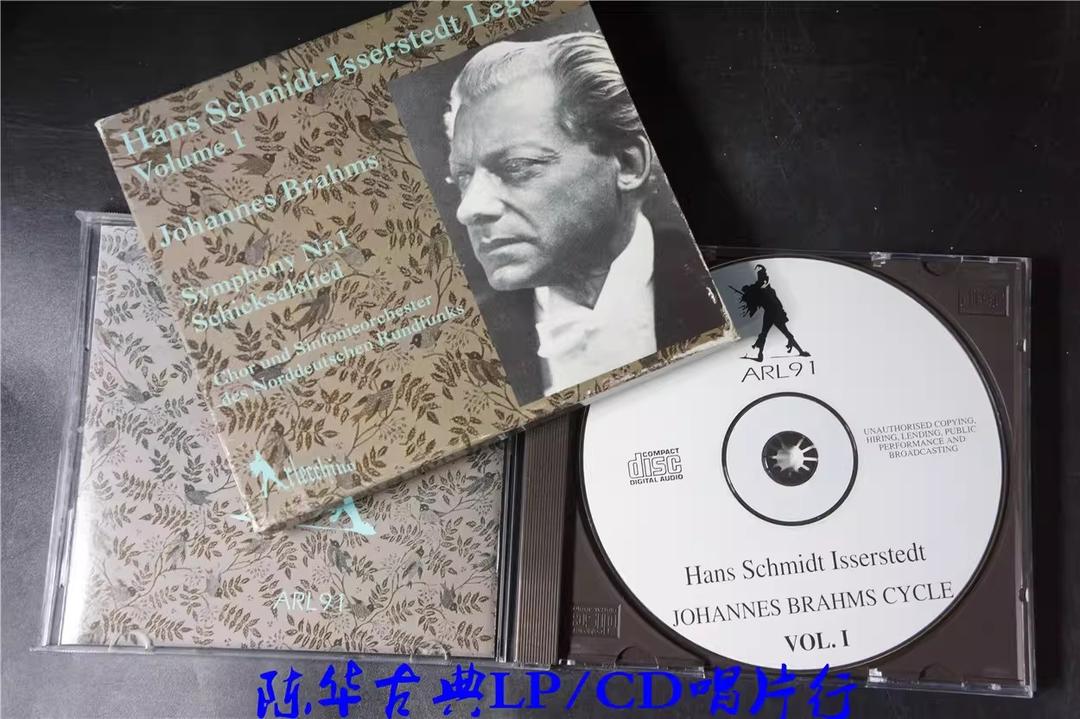 Hans Schmidt-Isserstedt Lega
Volume 1
Johannes Brahms
Symphony Nr.1
Schicksalslied
Chor und Sinfonieorchester
des Norddeutschen Rundfunks
Arlecchino
ARL91
ARL91
COMPACT
disc
DIGITAL AUDIO
UNAUTHORISED COPYING,
HIRING, LENDING, PUBLIC
PERFORMANCE AND
BROADCASTING
Hans Schmidt Isserstedt
JOHANNES BRAHMS CYCLE
VOL. I
陈华古典LP/CD唱片行